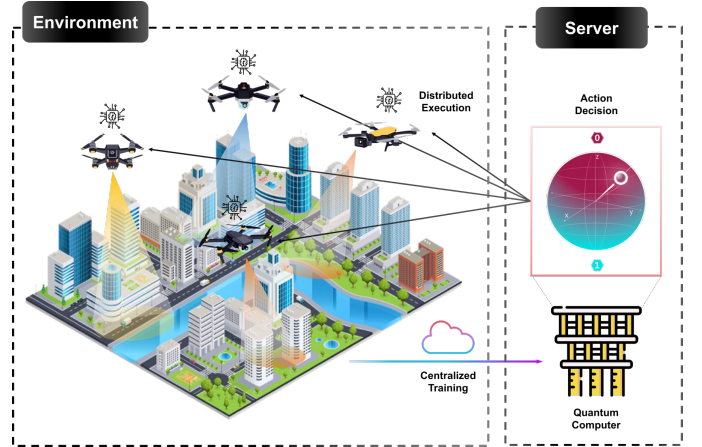 Environment
Server
Distributed
Execution
Action
Decision
0
z
x
y
1
Centralized
Training
Quantum
Computer